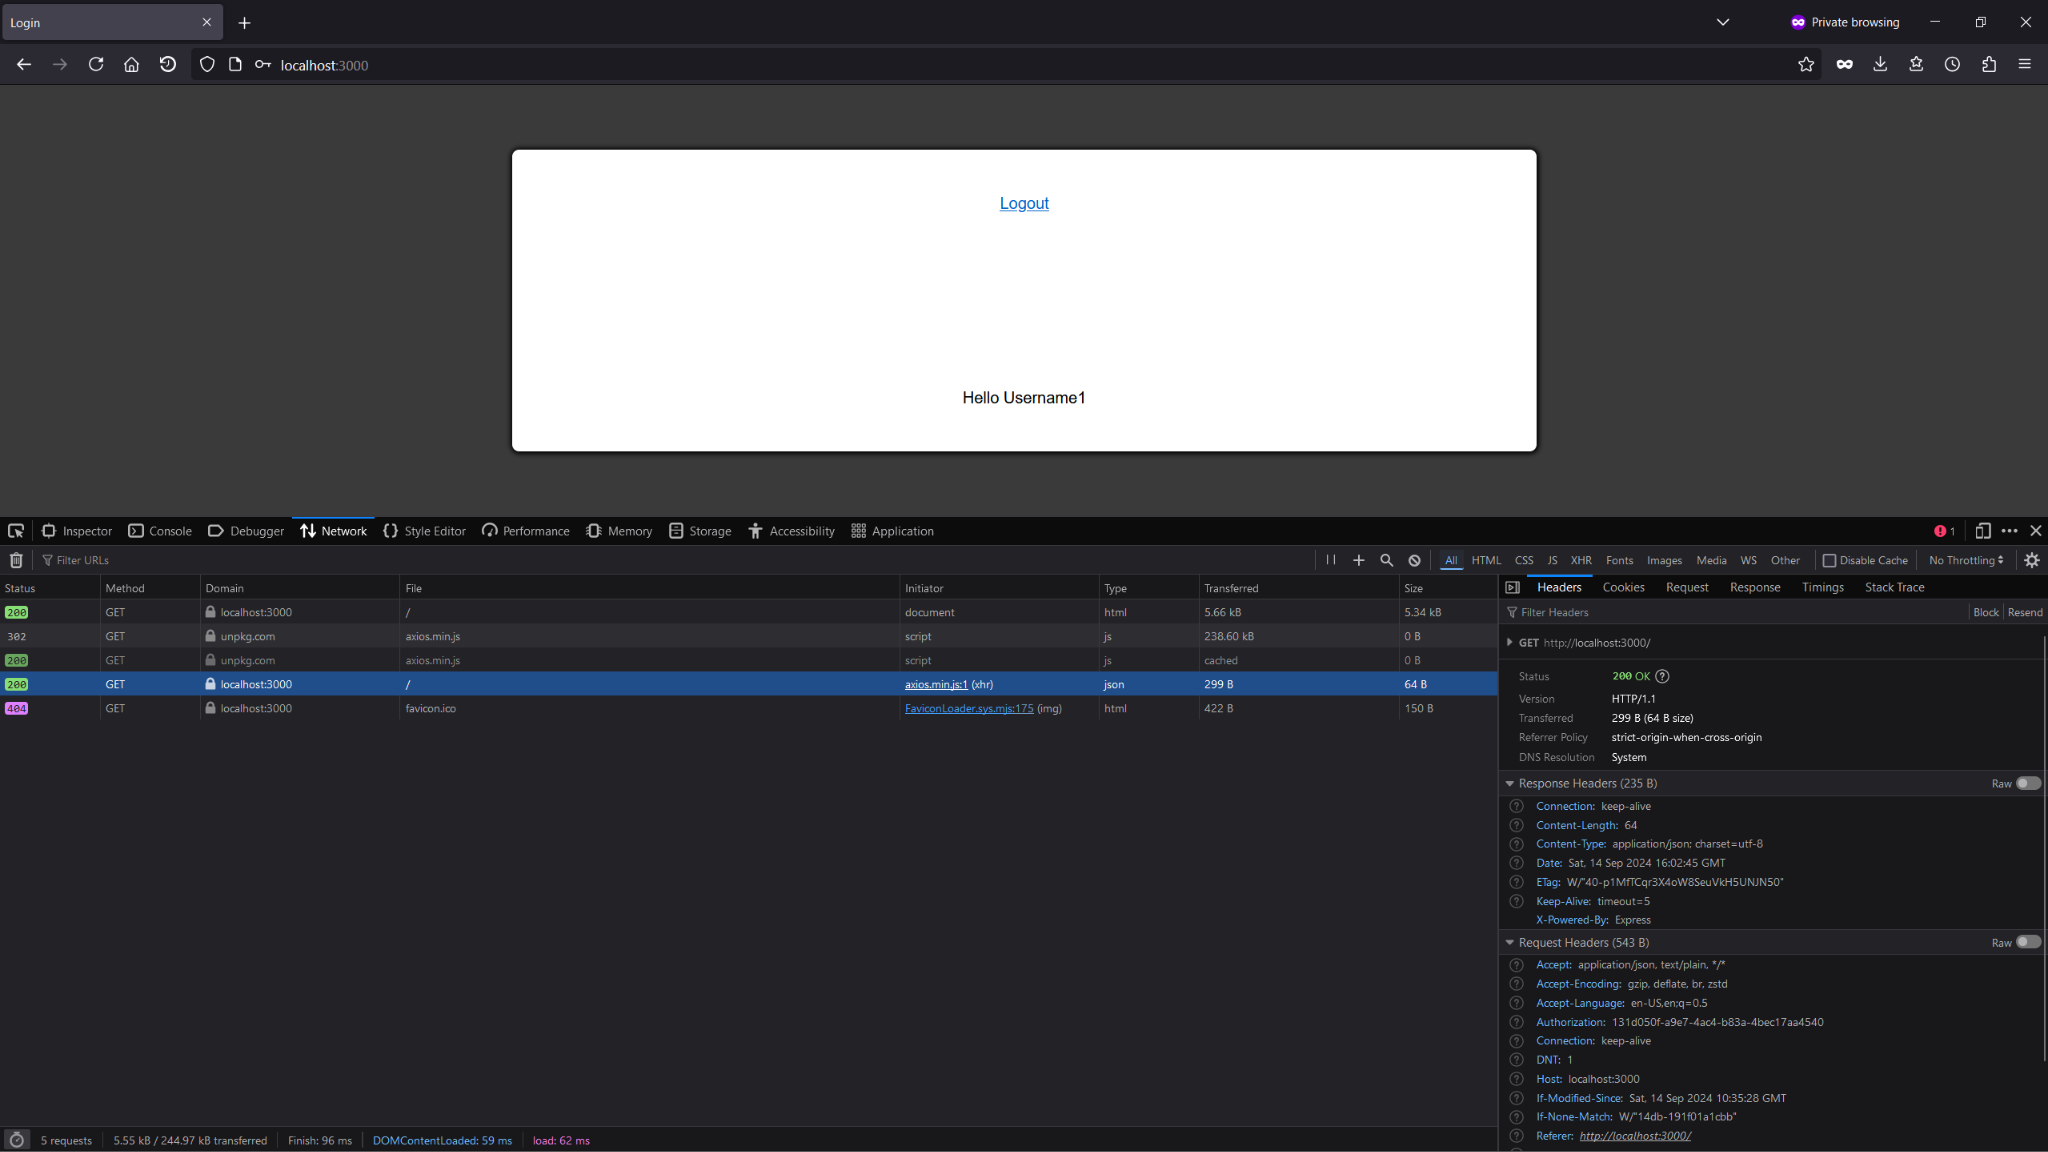 Login
Private browsing
localhost:3000
Logout
Hello Username1
Inspector Console Debugger Network Style Editor Performance Memory Storage Accessibility Application 1
Filter URLs All HTML CSS JS XHR Fonts Images Media WS Other Disable Cache No Throttling
Status Method Domain File Initiator Type Transferred Size
200 GET localhost:3000 / document html 5.66 kB 5.34 kB
302 GET unpkg.com axios.min.js script js 238.60 kB 0 B
200 GET unpkg.com axios.min.js script js cached 0 B
200 GET localhost:3000 / axios.min.js:1 (xhr) json 299 B 64 B
404 GET localhost:3000 favicon.ico FaviconLoader.sys.mjs:175 (img) html 422 B 150 B
Headers Cookies Request Response Timings Stack Trace
Filter Headers Block Resend
GET http://localhost:3000/
Status 200 OK
Version HTTP/1.1
Transferred 299 B (64 B size)
Referrer Policy strict-origin-when-cross-origin
DNS Resolution System
Response Headers (235 B) Raw
Connection: keep-alive
Content-Length: 64
Content-Type: application/json; charset=utf-8
Date: Sat, 14 Sep 2024 16:02:45 GMT
ETag: W/"40-p1MfTCqr3X4oW8SeuVkH5UNJN50"
Keep-Alive: timeout=5
X-Powered-By: Express
Request Headers (543 B) Raw
Accept: application/json, text/plain, */*
Accept-Encoding: gzip, deflate, br, zstd
Accept-Language: en-US,en;q=0.5
Authorization: 131d050f-a9e7-4ac4-b83a-4bec17aa4540
Connection: keep-alive
DNT: 1
Host: localhost:3000
If-Modified-Since: Sat, 14 Sep 2024 10:35:28 GMT
If-None-Match: W/"14db-191f01a1cbb"
Referer: http://localhost:3000/
5 requests 5.55 kB / 244.97 kB transferred Finish: 96 ms DOMContentLoaded: 59 ms load: 62 ms